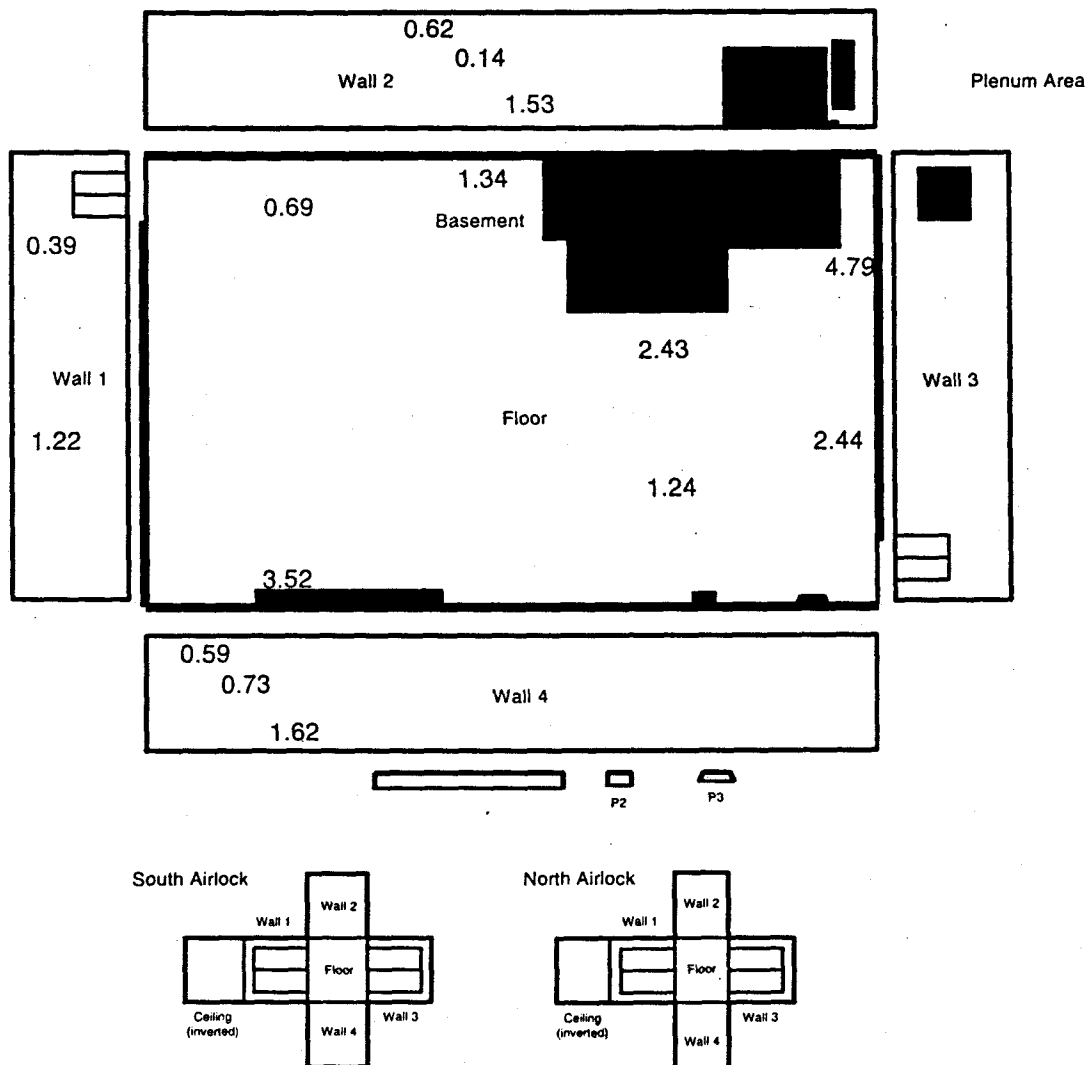 0.62
0.14
Wall 2
1.53
Plenum Area
1.34
0.69
Basement
0.39
4.79
2.43
Wall 1
Wall 3
Floor
1.22
2.44
1.24
3.52
0.59
0.73
Wall 4
1.62
P2
P3
South Airlock
North Airlock
Wall 2
Wall 2
Wall 1
Wall 1
Floor
Floor
Ceiling
(inverted)
Wall 3
Wall 4
Ceiling
(inverted)
Wall 3
Wall 4